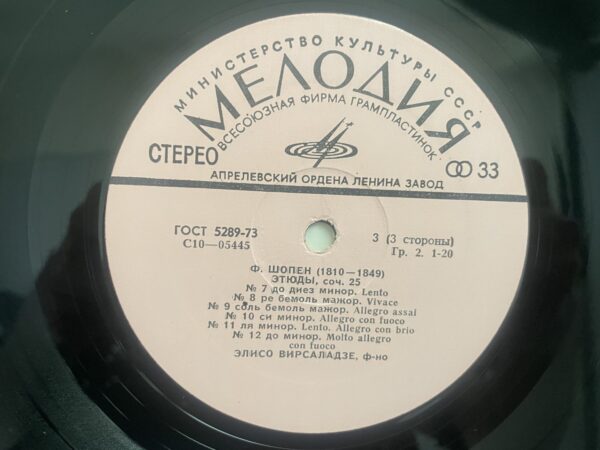 МИНИСТЕРСТВО КУЛЬТУРЫ СССР
МЕЛОДИЯ
ВСЕСОЮЗНАЯ ФИРМА ГРАМПЛАСТИНОК
СТЕРЕО
33
АПРЕЛЕВСКИЙ ОРДЕНА ЛЕНИНА ЗАВОД
ГОСТ 5289-73
С10—05445
3 (3 стороны)
Гр. 2. 1-20
Ф. ШОПЕН (1810—1849)
ЭТЮДЫ, соч. 25
№ 7 до диез минор. Lento
№ 8 ре бемоль мажор. Vivace
№ 9 соль бемоль мажор. Allegro assai
№ 10 си минор. Allegro con fuoco
№ 11 ля минор. Lento. Allegro con brio
№ 12 до минор. Molto allegro
con fuoco
ЭЛИСО ВИРСАЛАДЗЕ, ф-но